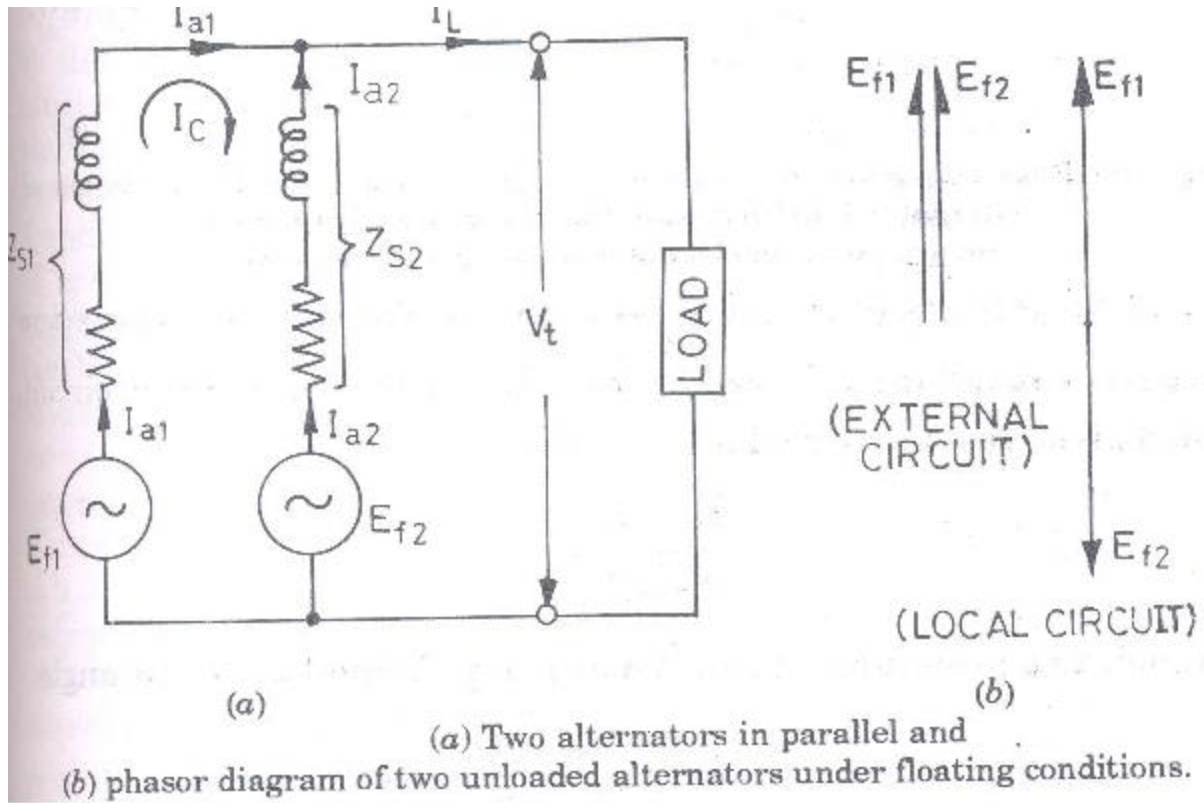 Ia1
IL
Ia2
IC
ZS1
ZS2
Ia1
Ia2
Ef1
Ef2
Vt
LOAD
Ef1
Ef2
Ef1
(EXTERNAL
CIRCUIT)
Ef2
(LOCAL CIRCUIT)
(a)
(b)
(a) Two alternators in parallel and
(b) phasor diagram of two unloaded alternators under floating conditions.